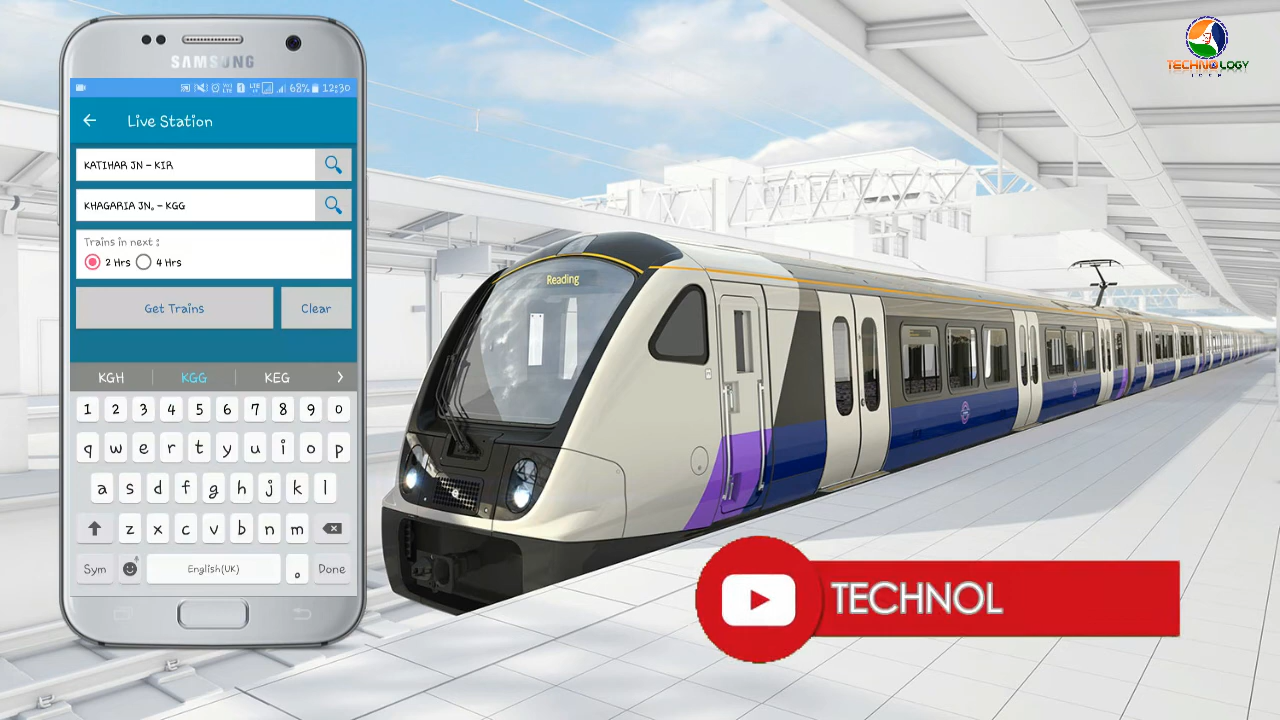 SAMSUNG
68% 12:30
Live Station
KATIHAR JN - KIR
KHAGARIA JN. - KGG
Trains in next :
2 Hrs 4 Hrs
Get Trains Clear
KGH KGG KEG
1 2 3 4 5 6 7 8 9 0
q w e r t y u i o p
a s d f g h j k l
z x c v b n m
Sym English(UK) . Done
Reading
TECHNOLOGY
TECHNOL